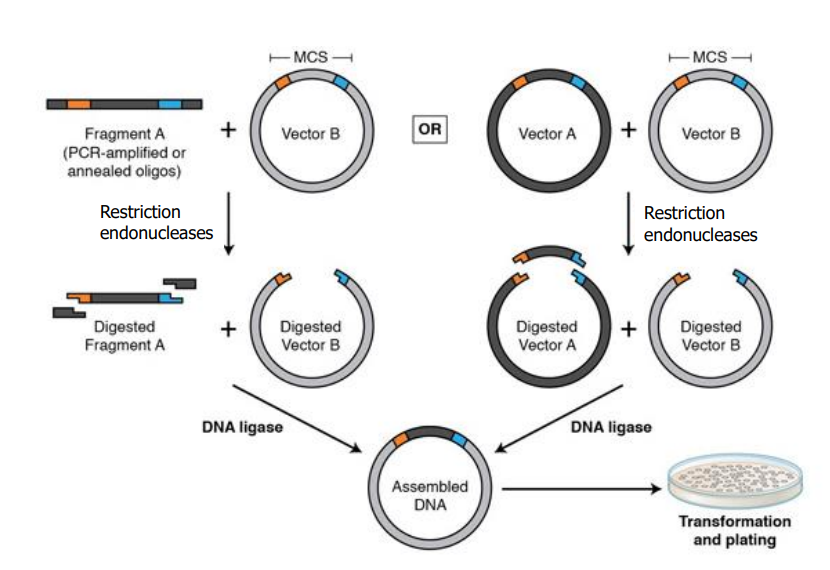 MCS
MCS
Fragment A
(PCR-amplified or
annealed oligos)
+
Vector B
OR
Vector A
+
Vector B
Restriction
endonucleases
Restriction
endonucleases
Digested
Fragment A
+
Digested
Vector B
Digested
Vector A
+
Digested
Vector B
DNA ligase
DNA ligase
Assembled
DNA
Transformation
and plating